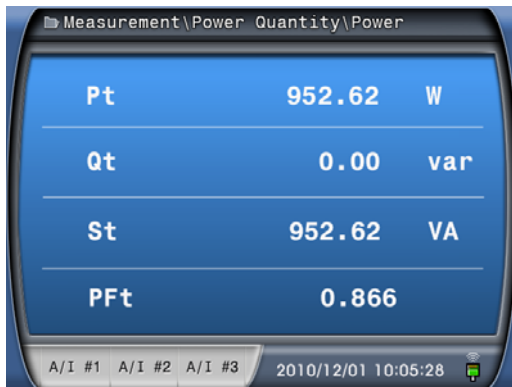 Measurement\Power Quantity\Power
Pt 952.62 W
Qt 0.00 var
St 952.62 VA
PFt 0.866
A/I #1 A/I #2 A/I #3 2010/12/01 10:05:28